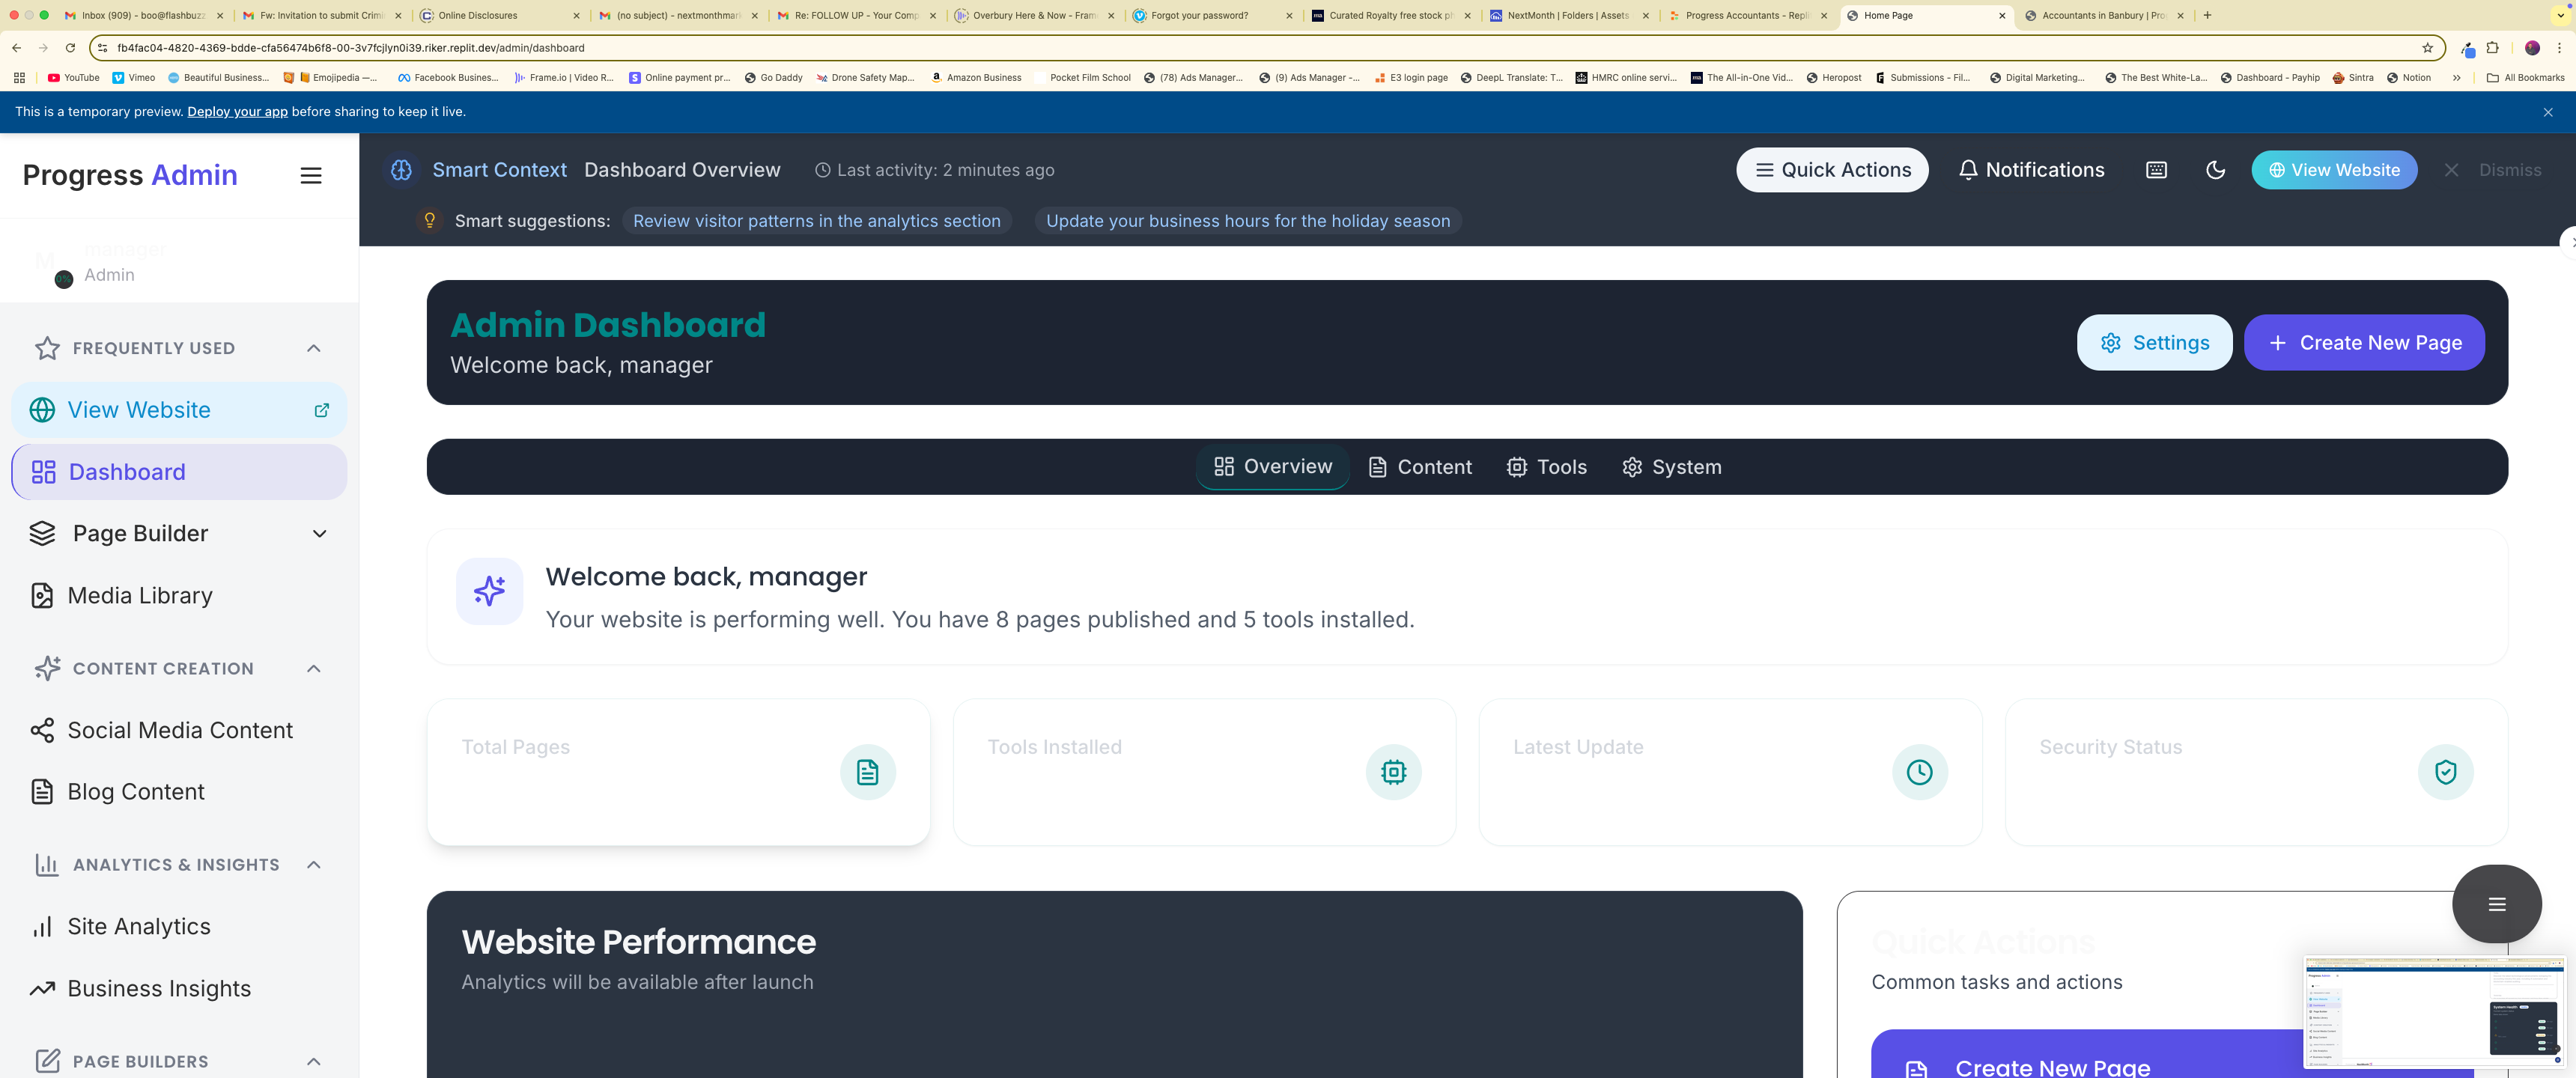 Inbox (909) - boo@flashbuzz
Fw: Invitation to submit Crimi
Online Disclosures
(no subject) - nextmonthmar
Re: FOLLOW UP - Your Comp
Overbury Here & Now - Fram
Forgot your password?
Curated Royalty free stock p
NextMonth | Folders | Assets
Progress Accountants - Repli
Home Page
Accountants in Banbury | Pro
fb4fac04-4820-4369-bdde-cfa56474b6f8-00-3v7fcjlyn0i39.riker.replit.dev/admin/dashboard
YouTube
Vimeo
Beautiful Business...
Emojipedia —...
Facebook Busines...
Frame.io | Video R...
Online payment pr...
Go Daddy
Drone Safety Map...
Amazon Business
Pocket Film School
(78) Ads Manager...
(9) Ads Manager -...
E3 login page
DeepL Translate: T...
HMRC online servi...
The All-in-One Vid...
Heropost
Submissions - Fil...
Digital Marketing...
The Best White-La...
Dashboard - Payhip
Sintra
Notion
All Bookmarks
This is a temporary preview. Deploy your app before sharing to keep it live.
Progress Admin
Smart Context
Dashboard Overview
Last activity: 2 minutes ago
Quick Actions
Notifications
View Website
Dismiss
Smart suggestions:
Review visitor patterns in the analytics section
Update your business hours for the holiday season
M
manager
0%
Admin
FREQUENTLY USED
View Website
Dashboard
Page Builder
Media Library
CONTENT CREATION
Social Media Content
Blog Content
ANALYTICS & INSIGHTS
Site Analytics
Business Insights
PAGE BUILDERS
Admin Dashboard
Welcome back, manager
Settings
Create New Page
Overview
Content
Tools
System
Welcome back, manager
Your website is performing well. You have 8 pages published and 5 tools installed.
Total Pages
Tools Installed
Latest Update
Security Status
Website Performance
Analytics will be available after launch
Quick Actions
Common tasks and actions
Create New Page